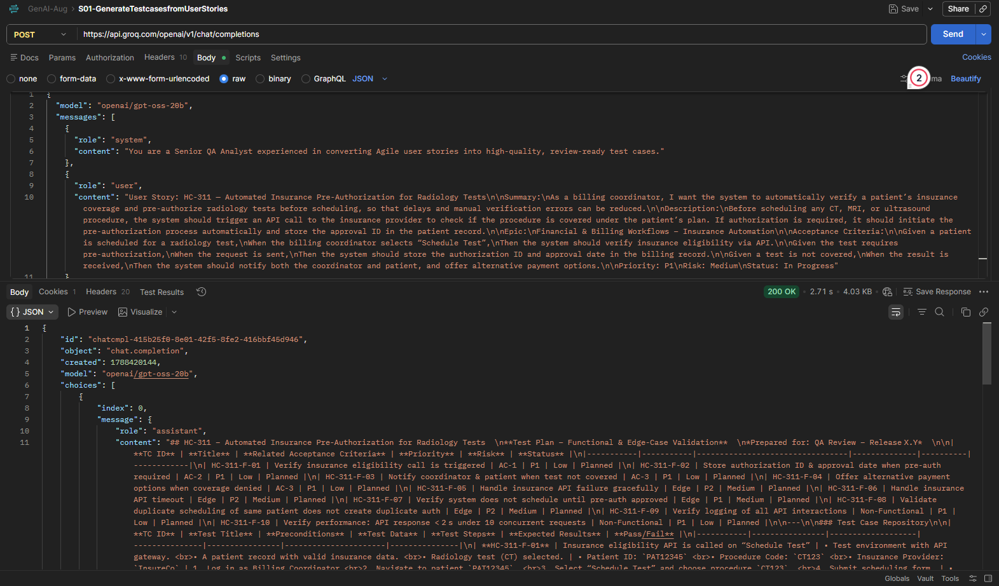 HTTP GenAI-Aug > S01-GenerateTestcasesfromUserStories Save Share
POST https://api.groq.com/openai/v1/chat/completions Send
Docs Params Authorization Headers 10 Body Scripts Settings Cookies
none form-data x-www-form-urlencoded raw binary GraphQL JSON 2 ma Beautify
1 {
2 "model": "openai/gpt-oss-20b",
3 "messages": [
4 {
5 "role": "system",
6 "content": "You are a Senior QA Analyst experienced in converting Agile user stories into high-quality, review-ready test cases."
7 },
8 {
9 "role": "user",
10 "content": "User Story: HC-311 – Automated Insurance Pre-Authorization for Radiology Tests\n\nSummary:\nAs a billing coordinator, I want the system to automatically verify a patient’s insurance
coverage and pre-authorize radiology tests before scheduling, so that delays and manual verification errors can be reduced.\n\nDescription:\nBefore scheduling any CT, MRI, or ultrasound
procedure, the system should trigger an API call to the insurance provider to check if the procedure is covered under the patient’s plan. If authorization is required, it should initiate the
pre-authorization process automatically and store the approval ID in the patient record.\n\nEpic:\nFinancial & Billing Workflows – Insurance Automation\n\nAcceptance Criteria:\n\nGiven a patient
is scheduled for a radiology test,\nWhen the billing coordinator selects “Schedule Test”,\nThen the system should verify insurance eligibility via API.\n\nGiven the test requires
pre-authorization,\nWhen the request is sent,\nThen the system should store the authorization ID and approval date in the billing record.\n\nGiven a test is not covered,\nWhen the result is
received,\nThen the system should notify both the coordinator and patient, and offer alternative payment options.\n\nPriority: P1\nRisk: Medium\nStatus: In Progress"
11 }
Body Cookies 1 Headers 20 Test Results 200 OK • 2.71 s • 4.03 KB • e.g. Save Response
{} JSON Preview Visualize
1 {
2 "id": "chatcmpl-415b25f0-8e01-42f5-8fe2-416bbf45d946",
3 "object": "chat.completion",
4 "created": 1788420144,
5 "model": "openai/gpt-oss-20b",
6 "choices": [
7 {
8 "index": 0,
9 "message": {
10 "role": "assistant",
11 "content": "## HC-311 – Automated Insurance Pre-Authorization for Radiology Tests  \n**Test Plan – Functional & Edge-Case Validation**  \n*Prepared for: QA Review – Release X.Y*  \n\n|
**TC ID** | **Title** | **Related Acceptance Criteria** | **Priority** | **Risk** | **Status** |\n|-----------|-----------|---------------------------------|--------------|----------|
------------|\n| HC-311-F-01 | Verify insurance eligibility call is triggered | AC-1 | P1 | Low | Planned |\n| HC-311-F-02 | Store authorization ID & approval date when pre-auth
required | AC-2 | P1 | Low | Planned |\n| HC-311-F-03 | Notify coordinator & patient when test not covered | AC-3 | P1 | Low | Planned |\n| HC-311-F-04 | Offer alternative payment
options when coverage denied | AC-3 | P1 | Low | Planned |\n| HC-311-F-05 | Handle insurance API failure gracefully | Edge | P2 | Medium | Planned |\n| HC-311-F-06 | Handle insurance
API timeout | Edge | P2 | Medium | Planned |\n| HC-311-F-07 | Verify system does not schedule until pre-auth approved | Edge | P1 | Medium | Planned |\n| HC-311-F-08 | Validate
duplicate scheduling of same patient does not create duplicate auth | Edge | P2 | Medium | Planned |\n| HC-311-F-09 | Verify logging of all API interactions | Non-Functional | P1 |
Low | Planned |\n| HC-311-F-10 | Verify performance: API response < 2 s under 10 concurrent requests | Non-Functional | P1 | Low | Planned |\n\n---\n\n### Test Case Repository\n\n|
**TC ID** | **Test Title** | **Preconditions** | **Test Data** | **Test Steps** | **Expected Results** | **Pass/Fail** |\n|-----------|----------------|-------------------|
---------------|--------------|----------------------|---------------|\n| **HC-311-F-01** | Insurance eligibility API is called on “Schedule Test” | • Test environment with API
gateway. <br>• A patient record with valid insurance data. <br>• Radiology test (CT) selected. | • Patient ID: `PAT12345` <br>• Procedure Code: `CT123` <br>• Insurance Provider:
`InsureCo` | 1. Log in as Billing Coordinator <br>2. Navigate to patient `PAT12345`. <br>3. Select “Schedule Test” and choose procedure `CT123`. <br>4. Submit scheduling form. | •
Globals Vault Tools